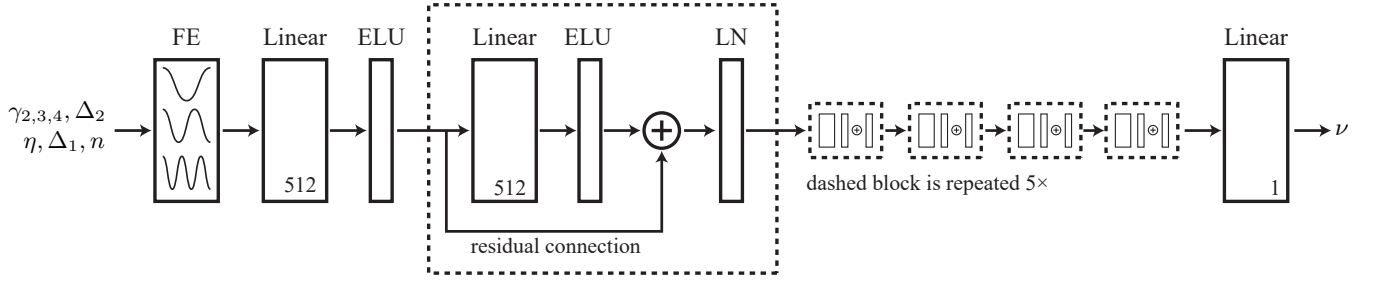 FE
Linear
ELU
Linear
ELU
LN
Linear
γ₂,₃,₄, Δ₂
η, Δ₁, n
512
512
1
ν
dashed block is repeated 5×
residual connection